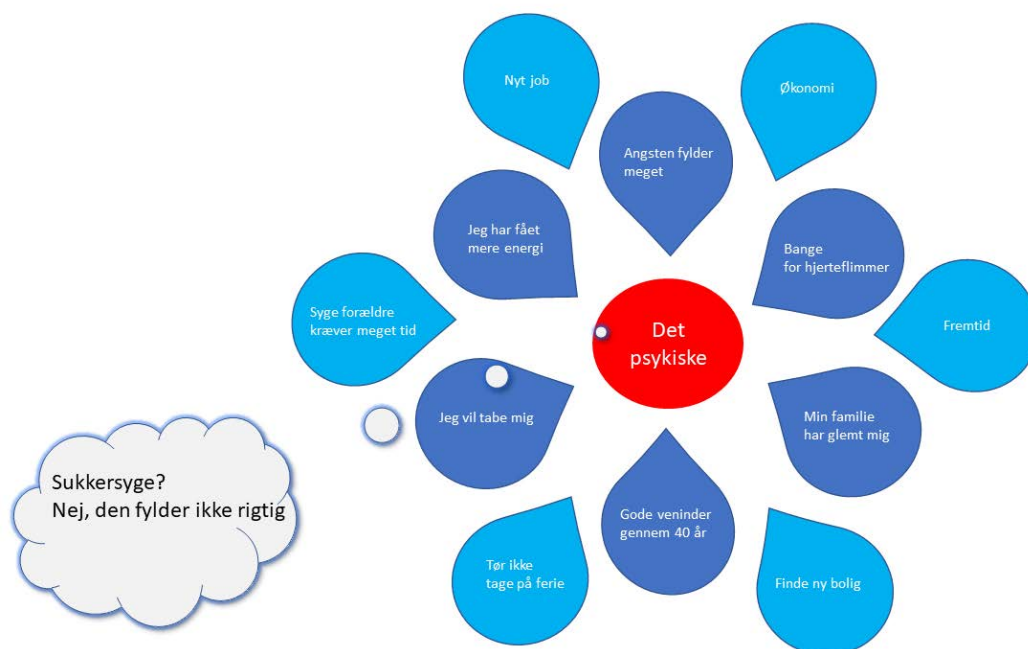 Nyt job
Økonomi
Angsten fylder
meget
Jeg har fået
mere energi
Bange
for hjerteflimmer
Syge forældre
kræver meget tid
Det
psykiske
Fremtid
Jeg vil tabe mig
Min familie
har glemt mig
Sukkersyge?
Nej, den fylder ikke rigtig
Gode veninder
gennem 40 år
Tør ikke
tage på ferie
Finde ny bolig